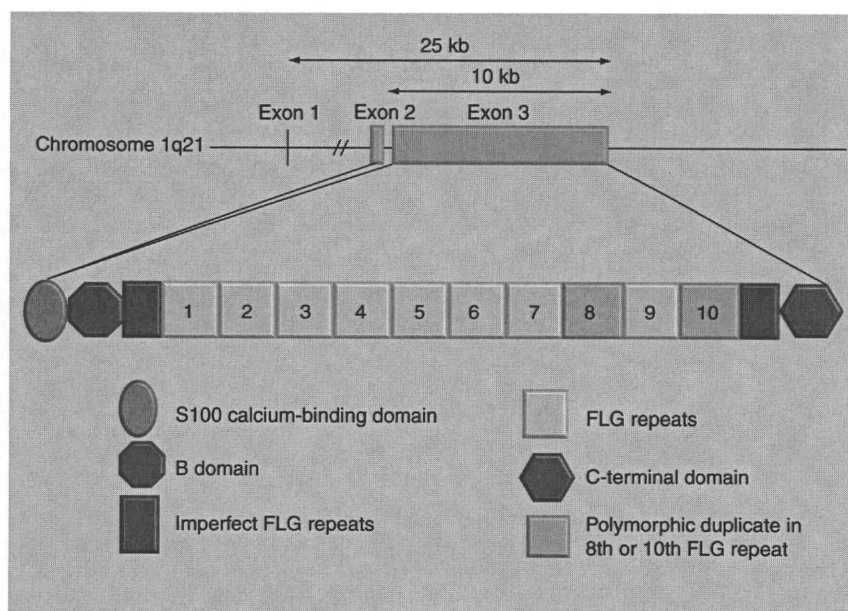 25 kb
10 kb
Exon 1
Exon 2
Exon 3
Chromosome 1q21
1 2 3 4 5 6 7 8 9 10
S100 calcium-binding domain
FLG repeats
B domain
C-terminal domain
Imperfect FLG repeats
Polymorphic duplicate in
8th or 10th FLG repeat